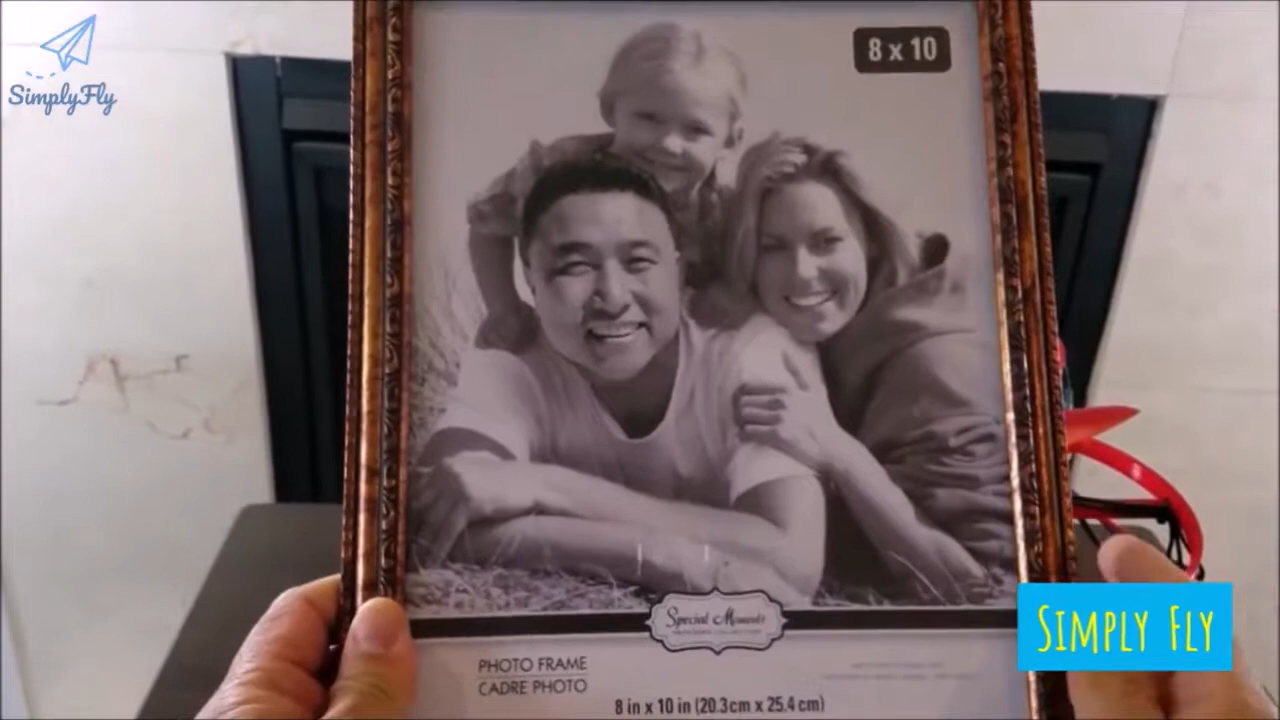 SimplyFly
8 x 10
Special Moments
PHOTO FRAME
CADRE PHOTO
8 in x 10 in (20.3cm x 25.4cm)
SIMPLY FLY